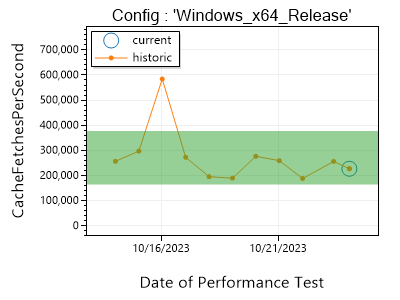 Config : 'Windows_x64_Release'
current
historic
700,000
600,000
500,000
400,000
300,000
200,000
100,000
0
CacheFetchesPerSecond
10/16/2023
10/21/2023
Date of Performance Test